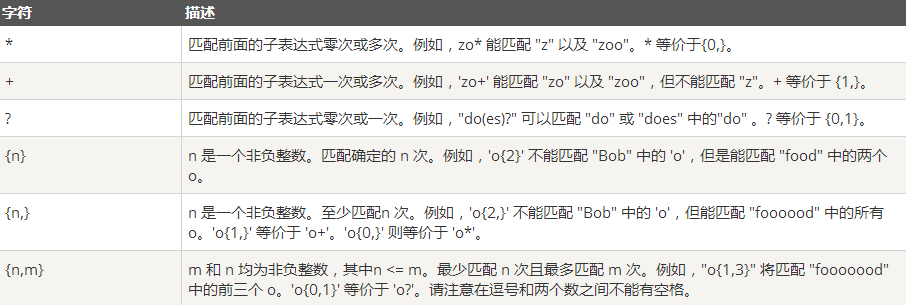 字符 描述
* 匹配前面的子表达式零次或多次。例如，zo* 能匹配 "z" 以及 "zoo"。* 等价于{0,}。
+ 匹配前面的子表达式一次或多次。例如，'zo+' 能匹配 "zo" 以及 "zoo"，但不能匹配 "z"。+ 等价于 {1,}。
? 匹配前面的子表达式零次或一次。例如，"do(es)?" 可以匹配 "do" 或 "does" 中的"do" 。? 等价于 {0,1}。
{n} n 是一个非负整数。匹配确定的 n 次。例如，'o{2}' 不能匹配 "Bob" 中的 'o'，但是能匹配 "food" 中的两个
o。
{n,} n 是一个非负整数。至少匹配n 次。例如，'o{2,}' 不能匹配 "Bob" 中的 'o'，但能匹配 "foooood" 中的所有
o。'o{1,}' 等价于 'o+'。'o{0,}' 则等价于 'o*'。
{n,m} m 和 n 均为非负整数，其中n <= m。最少匹配 n 次且最多匹配 m 次。例如，"o{1,3}" 将匹配 "fooooood"
中的前三个 o。'o{0,1}' 等价于 'o?'。请注意在逗号和两个数之间不能有空格。